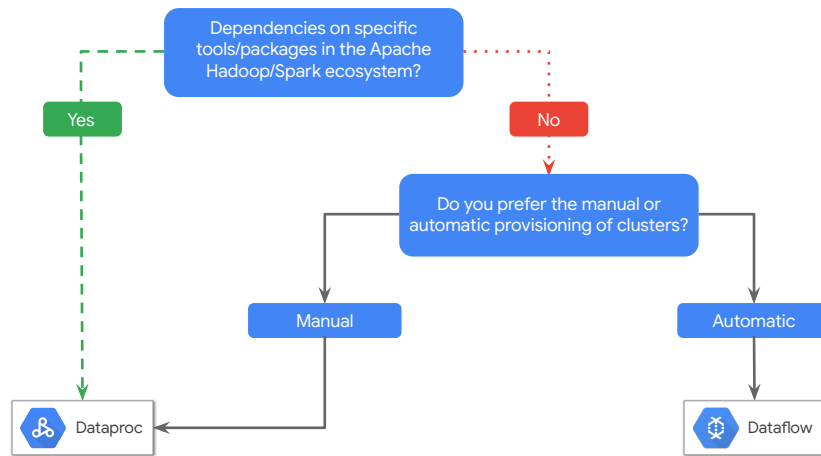 Dependencies on specific
tools/packages in the Apache
Hadoop/Spark ecosystem?
Yes
No
Do you prefer the manual or
automatic provisioning of clusters?
Manual
Automatic
Dataproc
Dataflow